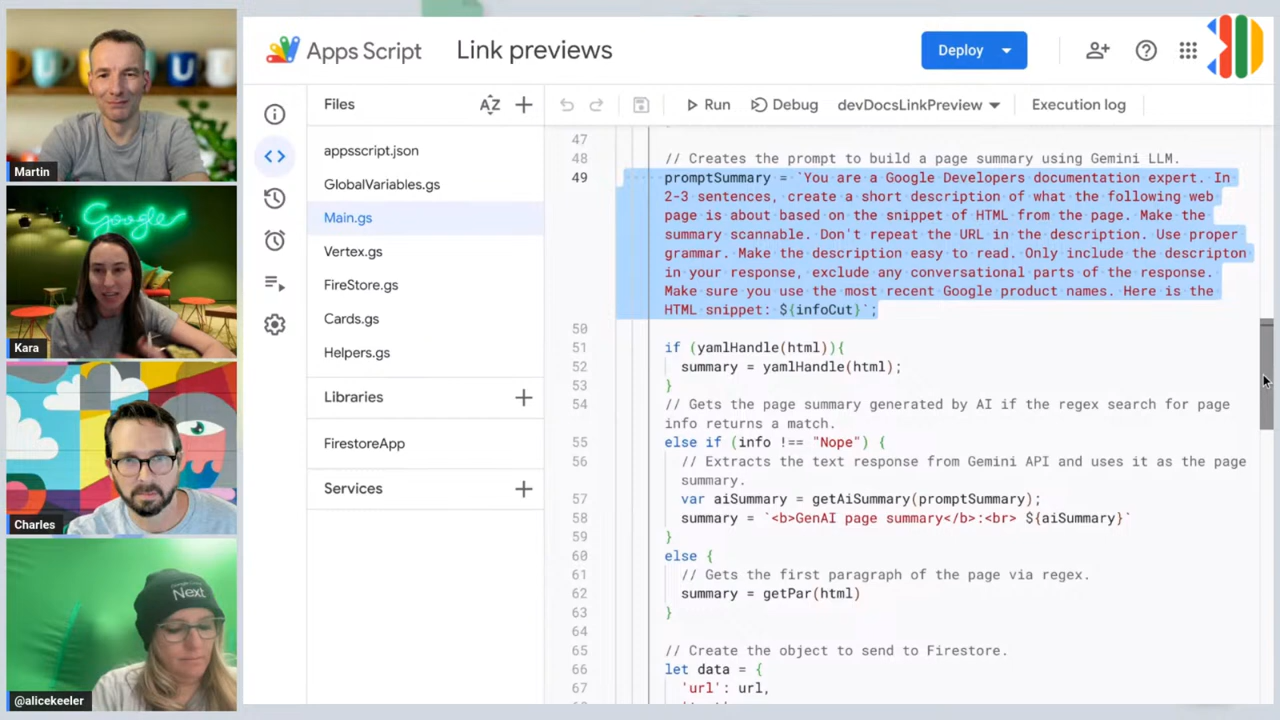 Martin
Google
Kara
Charles
Next
@alicekeeler
Apps Script
Link previews
Deploy
Files
AZ
Run
Debug
devDocsLinkPreview
Execution log
appsscript.json
GlobalVariables.gs
Main.gs
Vertex.gs
FireStore.gs
Cards.gs
Helpers.gs
Libraries
FirestoreApp
Services
47
48 // Creates the prompt to build a page summary using Gemini LLM.
49 promptSummary = `You are a Google Developers documentation expert. In
2-3 sentences, create a short description of what the following web
page is about based on the snippet of HTML from the page. Make the
summary scannable. Don't repeat the URL in the description. Use proper
grammar. Make the description easy to read. Only include the descripton
in your response, exclude any conversational parts of the response.
Make sure you use the most recent Google product names. Here is the
HTML snippet: ${infoCut}`;
50
51 if (yamlHandle(html)){
52 summary = yamlHandle(html);
53 }
54 // Gets the page summary generated by AI if the regex search for page
info returns a match.
55 else if (info !== "Nope") {
56 // Extracts the text response from Gemini API and uses it as the page
summary.
57 var aiSummary = getAiSummary(promptSummary);
58 summary = `<b>GenAI page summary</b>:<br> ${aiSummary}`
59 }
60 else {
61 // Gets the first paragraph of the page via regex.
62 summary = getPar(html)
63 }
64
65 // Create the object to send to Firestore.
66 let data = {
67 'url': url,